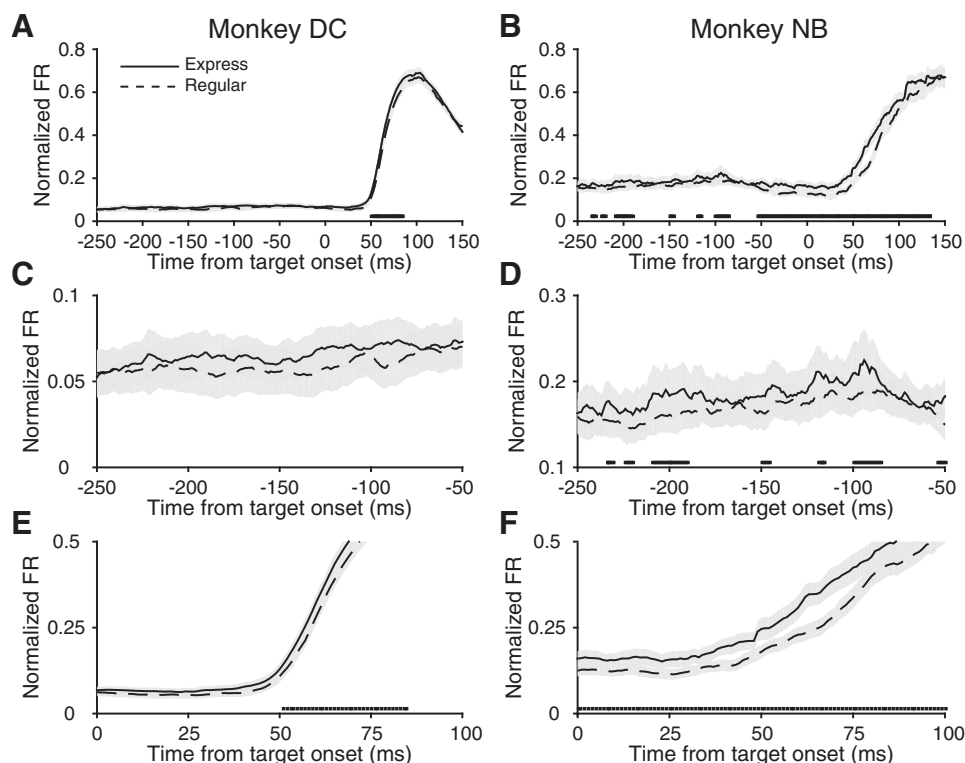 A Monkey DC
B Monkey NB
Normalized FR
0.8
0.6
0.4
0.2
0
Express
Regular
-250 -200 -150 -100 -50 0 50 100 150
Time from target onset (ms)
Normalized FR
0.8
0.6
0.4
0.2
0
-250 -200 -150 -100 -50 0 50 100 150
Time from target onset (ms)
C
Normalized FR
0.1
0.05
0
-250 -200 -150 -100 -50
Time from target onset (ms)
D
Normalized FR
0.3
0.2
0.1
-250 -200 -150 -100 -50
Time from target onset (ms)
E
Normalized FR
0.5
0.25
0
0 25 50 75 100
Time from target onset (ms)
F
Normalized FR
0.5
0.25
0
0 25 50 75 100
Time from target onset (ms)